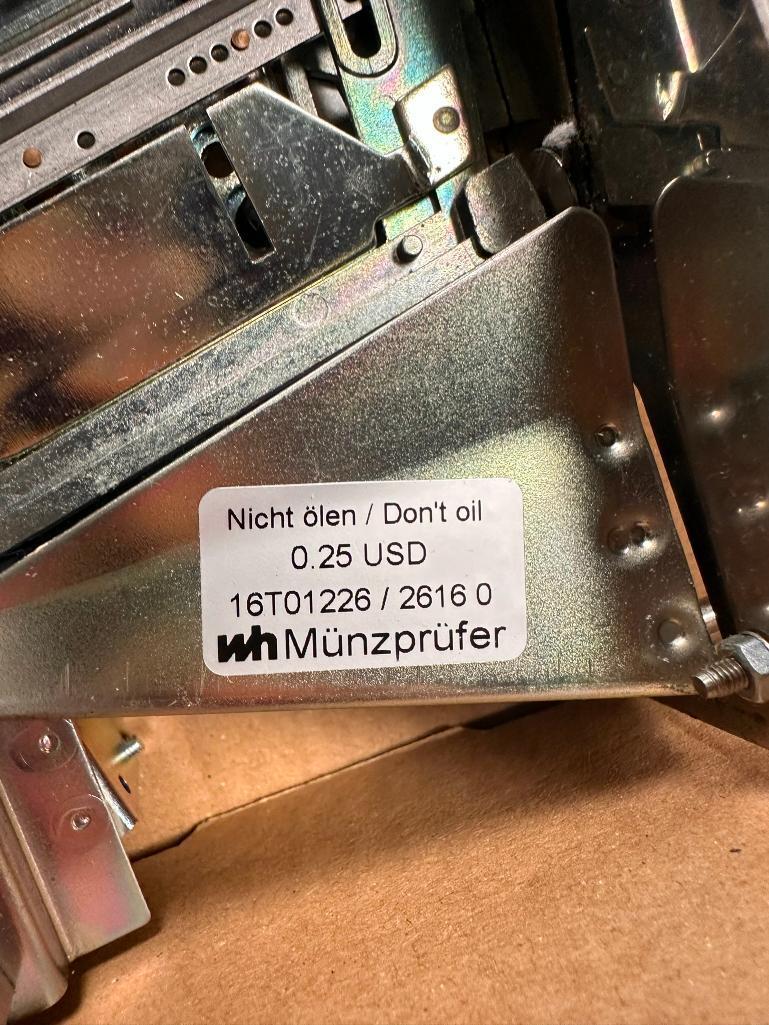 Nicht ölen / Don't oil
0.25 USD
16T01226 / 2616 0
wh Münzprüfer